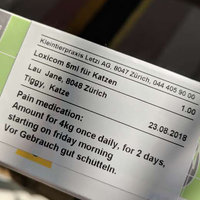 Kleintierpraxis Letzi AG, 8047 Zürich, 044 405 90 00
Loxicom 5ml für Katzen
1.00
Lau Jane, 8048 Zürich
Tiggy, Katze
23.08.2018
Pain medication:
Amount for 4kg once daily, for 2 days,
starting on friday morning
Vor Gebrauch gut schütteln.